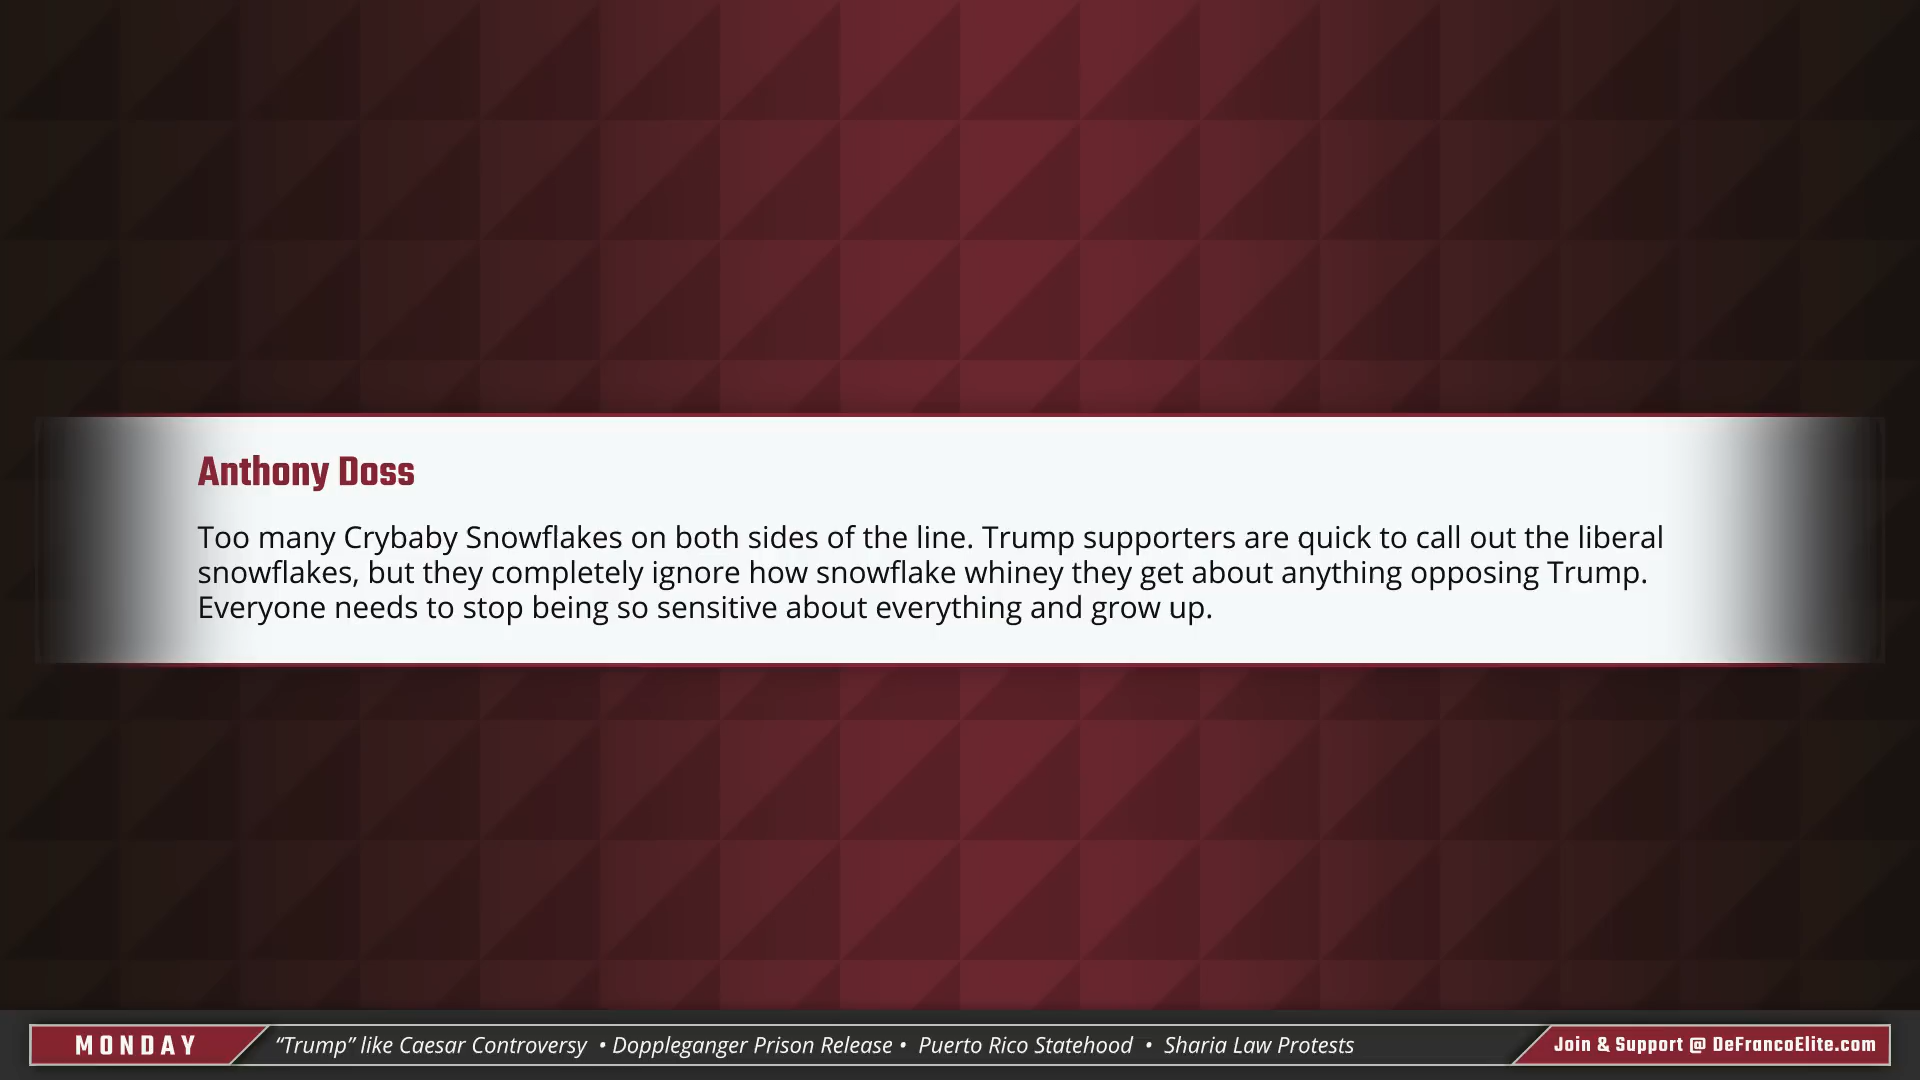 Anthony Doss
Too many Crybaby Snowflakes on both sides of the line. Trump supporters are quick to call out the liberal
snowflakes, but they completely ignore how snowflake whiney they get about anything opposing Trump.
Everyone needs to stop being so sensitive about everything and grow up.
MONDAY
“Trump” like Caesar Controversy • Doppleganger Prison Release • Puerto Rico Statehood • Sharia Law Protests
Join & Support @ DeFrancoElite.com